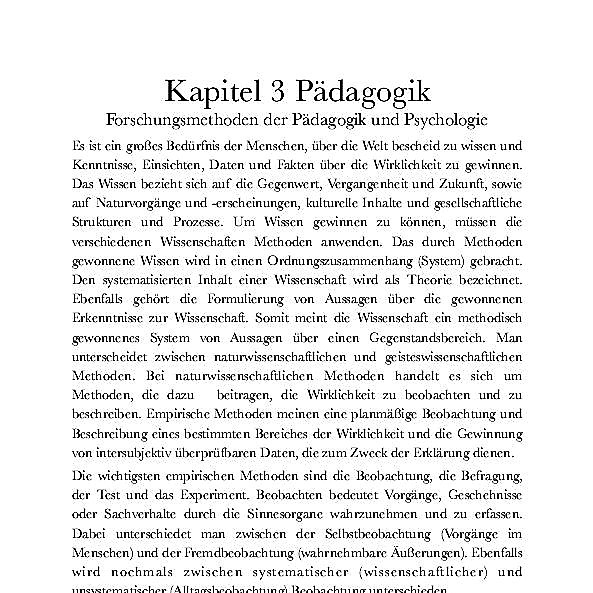 Kapitel 3 Pädagogik
Forschungsmethoden der Pädagogik und Psychologie
Es ist ein großes Bedürfnis der Menschen, über die Welt bescheid zu wissen und
Kenntnisse, Einsichten, Daten und Fakten über die Wirklichkeit zu gewinnen.
Das Wissen bezieht sich auf die Gegenwart, Vergangenheit und Zukunft, sowie
auf Naturvorgänge und -erscheinungen, kulturelle Inhalte und gesellschaftliche
Strukturen und Prozesse. Um Wissen gewinnen zu können, müssen die
verschiedenen Wissenschaften Methoden anwenden. Das durch Methoden
gewonnene Wissen wird in einen Ordnungszusammenhang (System) gebracht.
Den systematisierten Inhalt einer Wissenschaft wird als Theorie bezeichnet.
Ebenfalls gehört die Formulierung von Aussagen über die gewonnenen
Erkenntnisse zur Wissenschaft. Somit meint die Wissenschaft ein methodisch
gewonnenes System von Aussagen über einen Gegenstandsbereich. Man
unterscheidet zwischen naturwissenschaftlichen und geisteswissenschaftlichen
Methoden. Bei naturwissenschaftlichen Methoden handelt es sich um
Methoden, die dazu beitragen, die Wirklichkeit zu beobachten und zu
beschreiben. Empirische Methoden meinen eine planmäßige Beobachtung und
Beschreibung eines bestimmten Bereiches der Wirklichkeit und die Gewinnung
von intersubjektiv überprüfbaren Daten, die zum Zweck der Erklärung dienen.
Die wichtigsten empirischen Methoden sind die Beobachtung, die Befragung,
der Test und das Experiment. Beobachten bedeutet Vorgänge, Geschehnisse
oder Sachverhalte durch die Sinnesorgane wahrzunehmen und zu erfassen.
Dabei unterschiedet man zwischen der Selbstbeobachtung (Vorgänge im
Menschen) und der Fremdbeobachtung (wahrnehmbare Äußerungen). Ebenfalls
wird nochmals zwischen systematischer (wissenschaftlicher) und
unsystematischer (Alltagsbeobachtung) Beobachtung unterschieden.